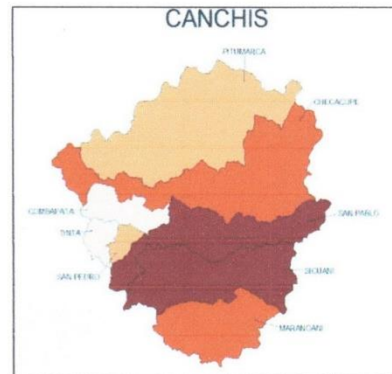 CANCHIS
PITUMARCA
CHECACUPE
COMBAPATA
SAN PABLO
TINTA
SAN PEDRO
SICUANI
MARANGANI